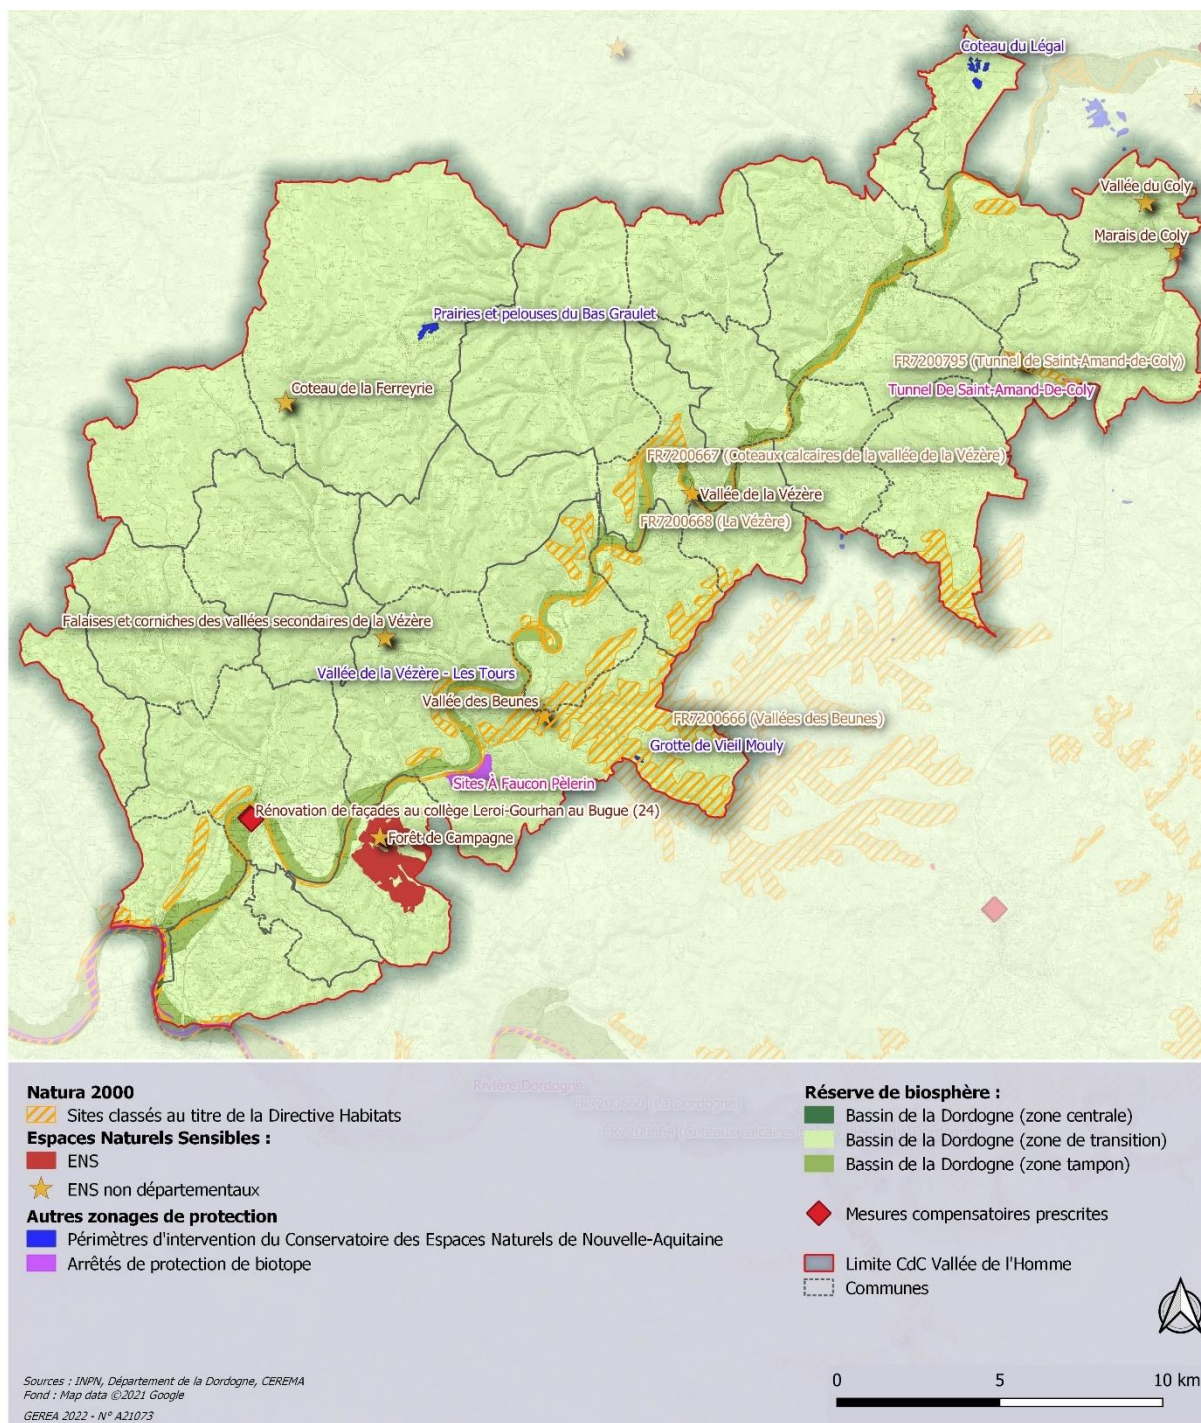 Coteau du Légal
Vallée du Coly
Marais de Coly
Prairies et pelouses du Bas Graulet
FR7200795 (Tunnel de Saint-Amand-de-Coly)
Coteau de la Ferreyrie
Tunnel De Saint-Amand-De-Coly
FR7200667 (Coteaux calcaires de la vallée de la Vézère)
Vallée de la Vézère
FR7200668 (La Vézère)
Falaises et corniches des vallées secondaires de la Vézère
Vallée de la Vézère - Les Tours
Vallée des Beunes
FR7200666 (Vallées des Beunes)
Grotte de Vieil Mouly
Sites À Faucon Pèlerin
Rénovation de façades au collège Leroi-Gourhan au Bugue (24)
Forêt de Campagne
Rivière Dordogne
Natura 2000
Sites classés au titre de la Directive Habitats
Espaces Naturels Sensibles :
ENS
ENS non départementaux
Autres zonages de protection
Périmètres d'intervention du Conservatoire des Espaces Naturels de Nouvelle-Aquitaine
Arrêtés de protection de biotope
Réserve de biosphère :
Bassin de la Dordogne (zone centrale)
Bassin de la Dordogne (zone de transition)
Bassin de la Dordogne (zone tampon)
Mesures compensatoires prescrites
Limite CdC Vallée de l'Homme
Communes
Sources : INPN, Département de la Dordogne, CEREMA
Fond : Map data ©2021 Google
GEREA 2022 - N° A21073
0 5 10 km